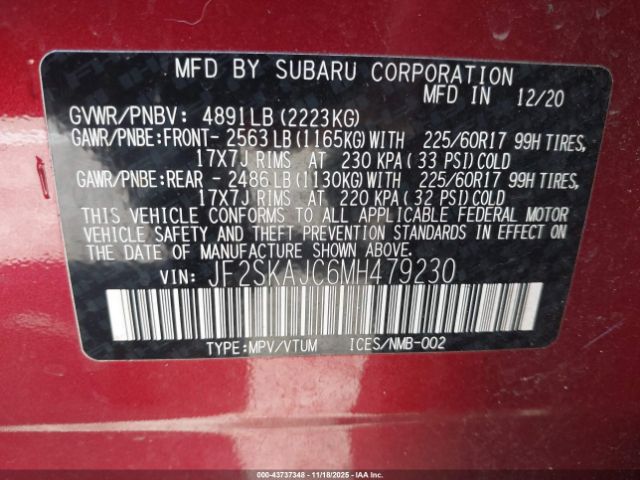 MFD BY SUBARU CORPORATION
MFD IN 12/20
GVWR/PNBV: 4891LB (2223KG)
GAWR/PNBE:FRONT- 2563LB (1165KG)WITH 225/60R17 99H TIRES,
17X7J RIMS AT 230 KPA (33 PSI)COLD
GAWR/PNBE:REAR - 2486LB (1130KG)WITH 225/60R17 99H TIRES,
17X7J RIMS AT 220 KPA (32 PSI)COLD
THIS VEHICLE CONFORMS TO ALL APPLICABLE FEDERAL MOTOR
VEHICLE SAFETY AND THEFT PREVENTION STANDARDS IN EFFECT ON
THE DATE OF MANUFACTURE SHOWN ABOVE.
VIN: JF2SKAJC6MH479230
TYPE:MPV/VTUM ICES/NMB-002
000-43737348 - 11/18/2025 - IAA Corp.